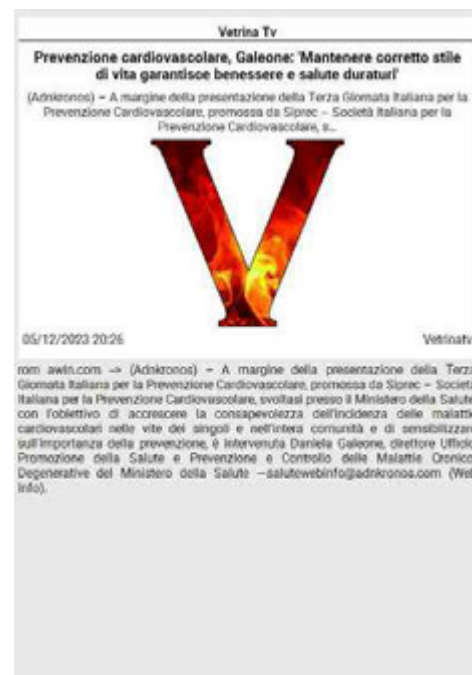 Vetrina Tv
Prevenzione cardiovascolare, Galeone: 'Mantenere corretto stile
di vita garantisce benessere e salute duraturi'
(Adnkronos) – A margine della presentazione della Terza Giornata Italiana per la
Prevenzione Cardiovascolare, promossa da Siprec – Società Italiana per la
Prevenzione Cardiovascolare, s...
V
05/12/2023 20:26
Vetrinatv
rom awin.com –> (Adnkronos) – A margine della presentazione della Terza
Giornata Italiana per la Prevenzione Cardiovascolare, promossa da Siprec – Società
Italiana per la Prevenzione Cardiovascolare, svoltasi presso il Ministero della Salute
con l'obiettivo di accrescere la consapevolezza dell'incidenza delle malattie
cardiovascolari nelle vite dei singoli e nell'intera comunità e di sensibilizzare
sull'importanza della prevenzione, è intervenuta Daniela Galeone, direttore Ufficio
Promozione della Salute e Prevenzione e Controllo delle Malattie Cronico
Degenerative del Ministero della Salute —salutewebinfo@adnkronos.com (Web
Info).